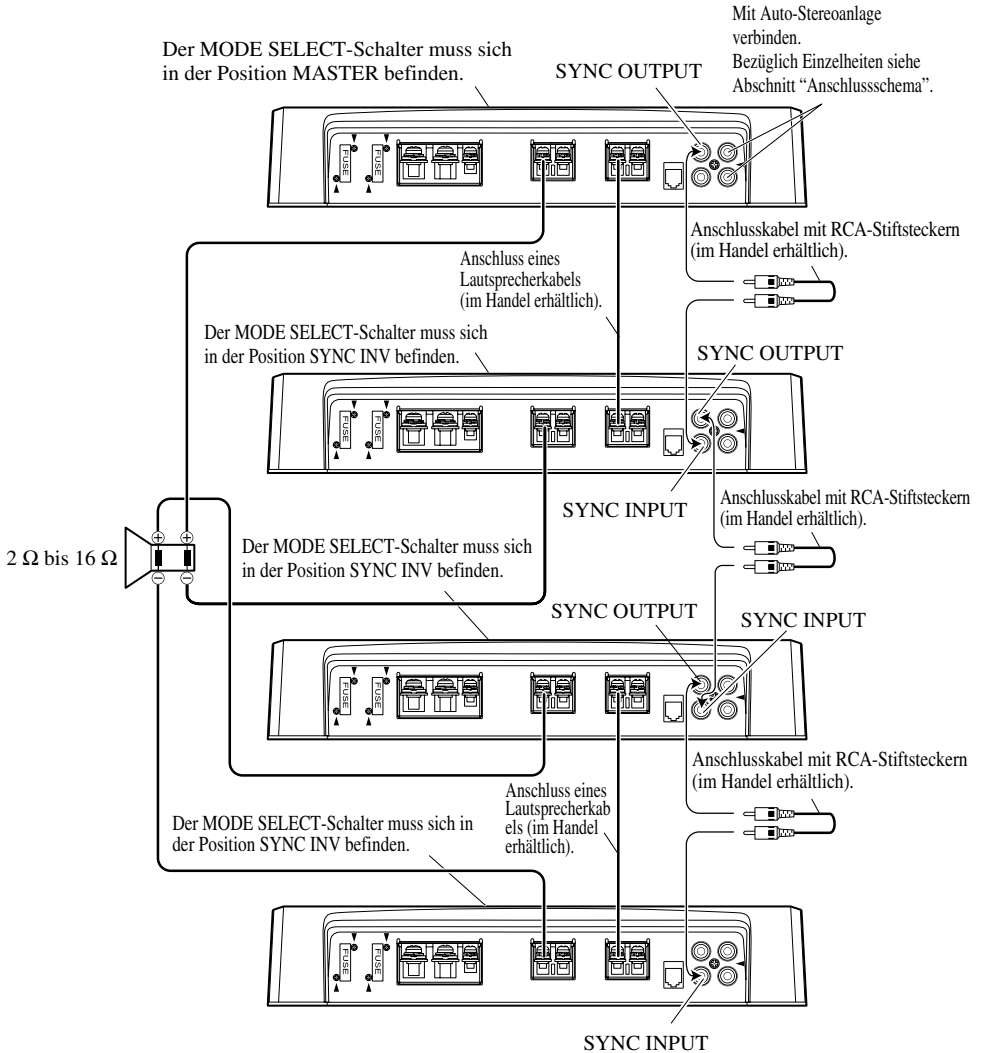 Mit Auto-Stereoanlage
verbinden.
Bezüglich Einzelheiten siehe
Abschnitt “Anschlussschema”.
Der MODE SELECT-Schalter muss sich
in der Position MASTER befinden.
SYNC OUTPUT
FUSE
FUSE
Anschlusskabel mit RCA-Stiftsteckern
(im Handel erhältlich).
Anschluss eines
Lautsprecherkabels
(im Handel erhältlich).
Der MODE SELECT-Schalter muss sich
in der Position SYNC INV befinden.
SYNC OUTPUT
FUSE
FUSE
SYNC INPUT
Anschlusskabel mit RCA-Stiftsteckern
(im Handel erhältlich).
2 Ω bis 16 Ω
⊕ ⊕
⊖ ⊖
Der MODE SELECT-Schalter muss sich
in der Position SYNC INV befinden.
SYNC OUTPUT
SYNC INPUT
FUSE
FUSE
Anschlusskabel mit RCA-Stiftsteckern
(im Handel erhältlich).
Anschluss eines
Lautsprecherkab
els (im Handel
erhältlich).
Der MODE SELECT-Schalter muss sich in
der Position SYNC INV befinden.
FUSE
FUSE
SYNC INPUT